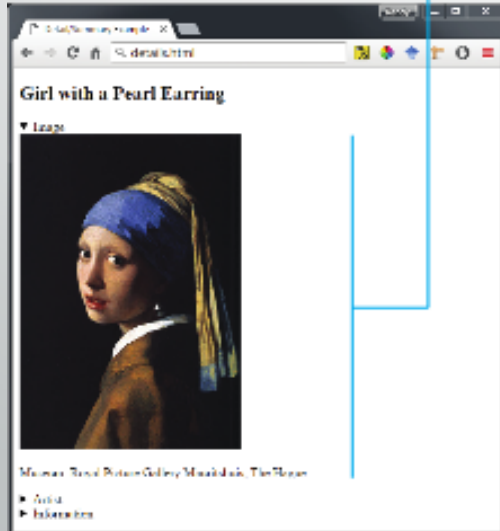 details.html
Girl with a Pearl Earring
▼ Image
Museum: Royal Picture Gallery Mauritshuis, The Hague
► Artist
► Information